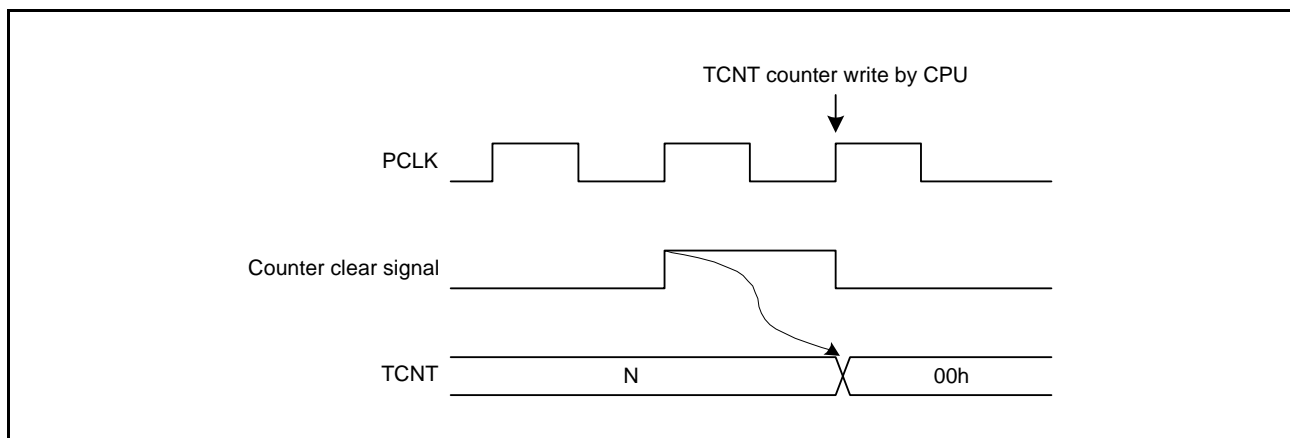 TCNT counter write by CPU
PCLK
Counter clear signal
TCNT
N
00h